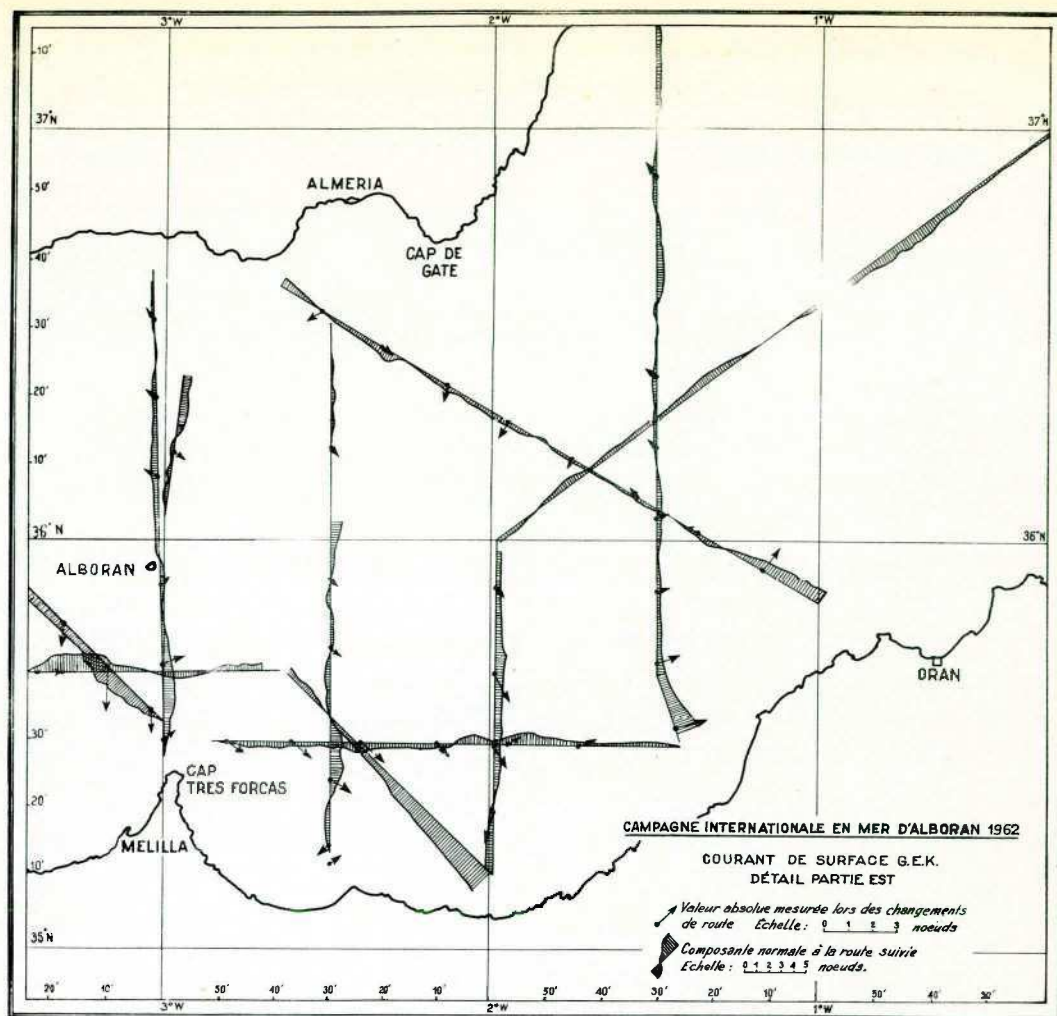 3°W 2°W 1°W
10'
37°N 37°N
50'
ALMERIA
CAP DE
GATE
40'
30'
20'
10'
36°N 36°N
ALBORAN
ORAN
30'
CAP
TRES FORCAS
20'
MELILLA
10'
35°N
CAMPAGNE INTERNATIONALE EN MER D'ALBORAN 1962
COURANT DE SURFACE G.E.K.
DÉTAIL PARTIE EST
Valeur absolue mesurée lors des changements
de route Echelle: 0 1 2 3 noeuds
Composante normale à la route suivie
Echelle: 0 1 2 3 4 5 noeuds.
20' 10' 3°W 50' 40' 30' 20' 10' 2°W 50' 40' 30' 20' 10' 1°W 50' 40' 30'